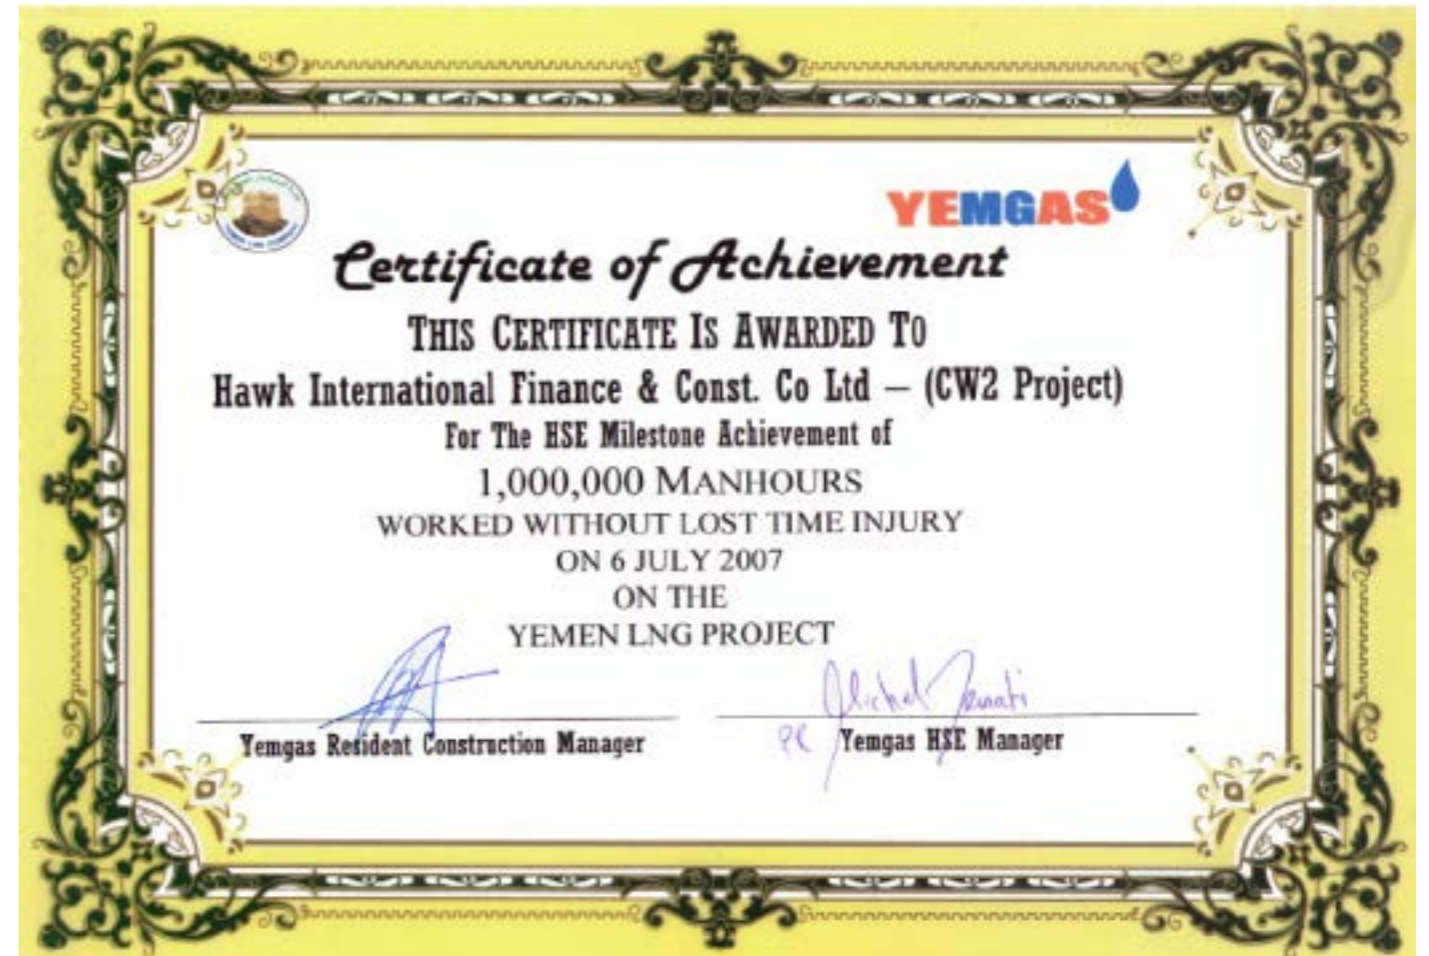 YEMGAS
Certificate of Achievement
THIS CERTIFICATE IS AWARDED TO
Hawk International Finance & Const. Co Ltd – (CW2 Project)
For The HSE Milestone Achievement of
1,000,000 MANHOURS
WORKED WITHOUT LOST TIME INJURY
ON 6 JULY 2007
ON THE
YEMEN LNG PROJECT
Yemgas Resident Construction Manager
Yemgas HSE Manager